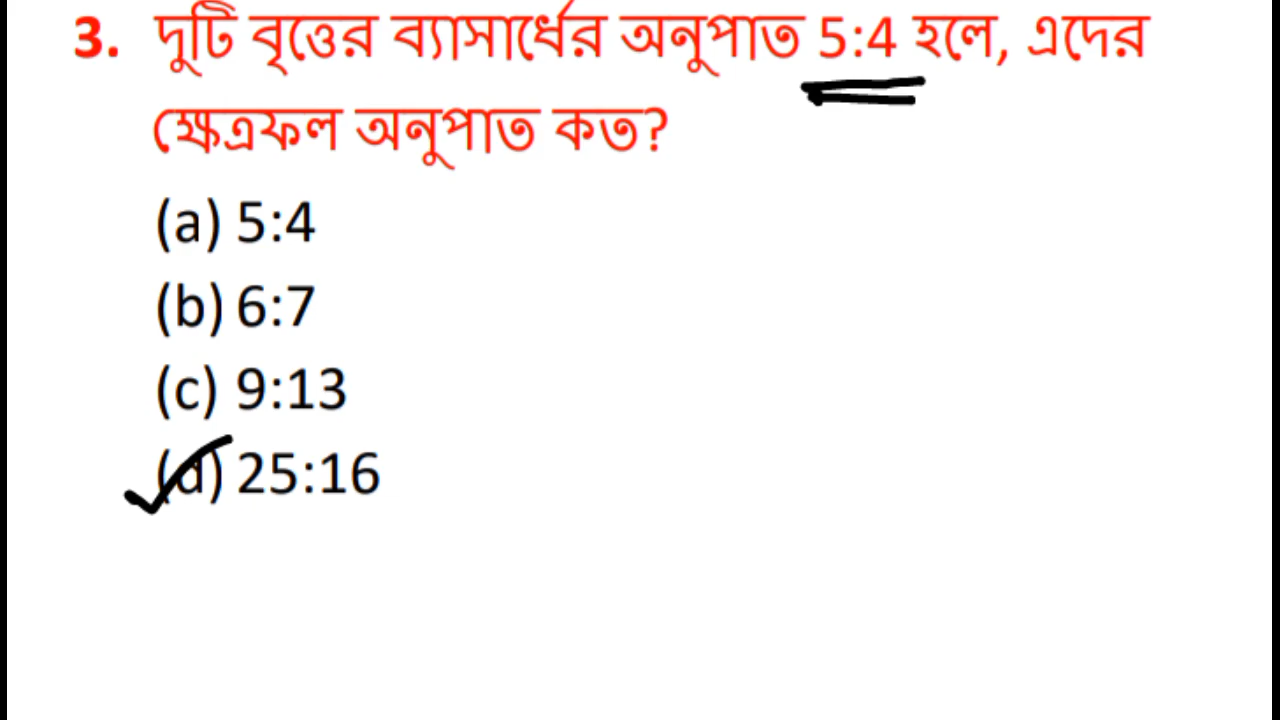 3. দুটি বৃত্তের ব্যাসার্ধের অনুপাত 5:4 হলে, এদের
ক্ষেত্রফল অনুপাত কত?
(a) 5:4
(b) 6:7
(c) 9:13
(d) 25:16